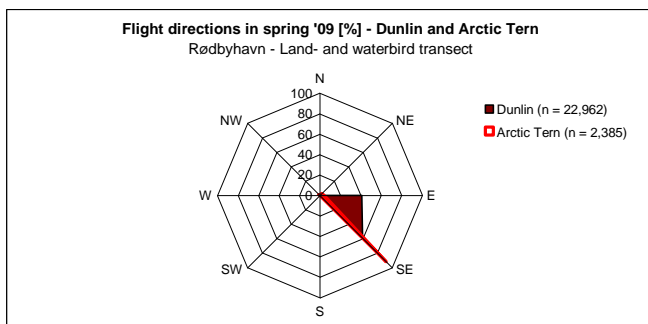 Flight directions in spring '09 [%] - Dunlin and Arctic Tern
Rødbyhavn - Land- and waterbird transect
N
100
80
60
40
20
0
NW
NE
W
E
SW
SE
S
Dunlin (n = 22,962)
Arctic Tern (n = 2,385)